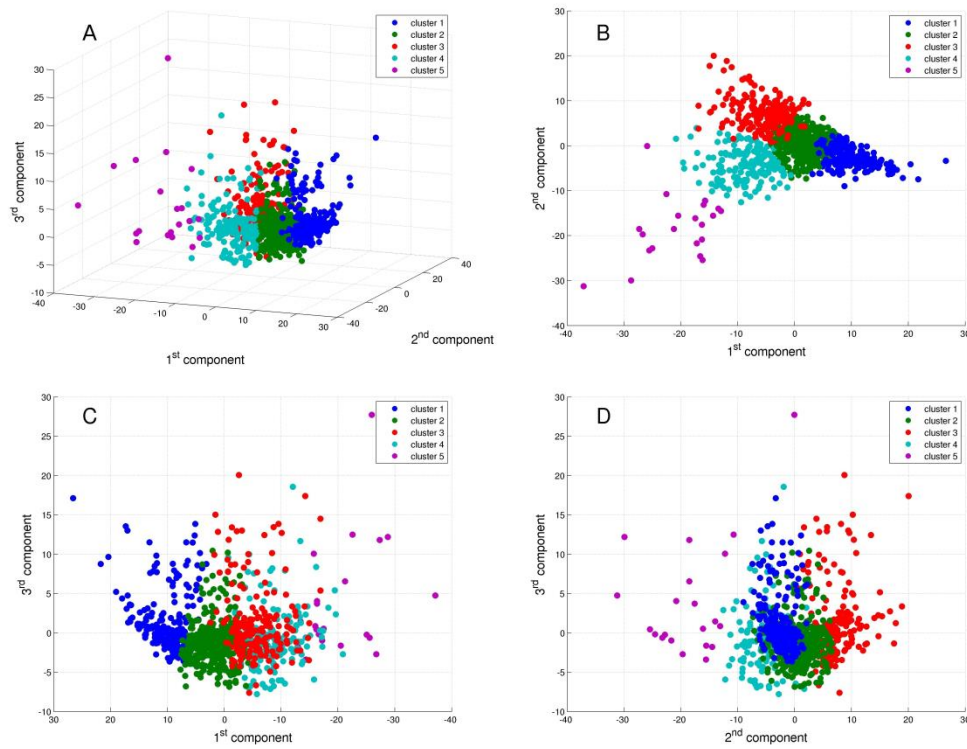 A
cluster 1
cluster 2
cluster 3
cluster 4
cluster 5
30
25
20
15
10
5
0
-5
-10
3rd component
-40
-30
-20
-10
0
10
20
30
1st component
-40
-20
0
20
40
2nd component
B
cluster 1
cluster 2
cluster 3
cluster 4
cluster 5
30
20
10
0
-10
-20
-30
-40
2nd component
-40
-30
-20
-10
0
10
20
30
1st component
C
cluster 1
cluster 2
cluster 3
cluster 4
cluster 5
30
25
20
15
10
5
0
-5
-10
3rd component
30
20
10
0
-10
-20
-30
-40
1st component
D
cluster 1
cluster 2
cluster 3
cluster 4
cluster 5
30
25
20
15
10
5
0
-5
-10
3rd component
-40
-30
-20
-10
0
10
20
30
2nd component